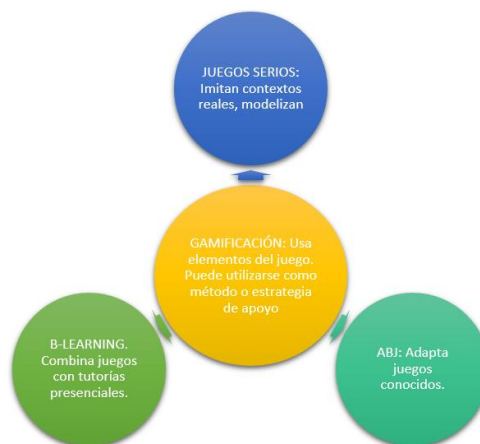 JUEGOS SERIOS:
Imitan contextos
reales, modelizan
GAMIFICACIÓN: Usa
elementos del juego.
Puede utilizarse como
método o estrategia
de apoyo
B-LEARNING.
Combina juegos
con tutorías
presenciales.
ABJ: Adapta
juegos
conocidos.